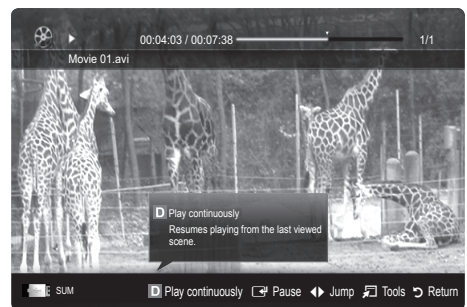 00:04:03 / 00:07:38 1/1
Movie 01.avi
D Play continuously
Resumes playing from the last viewed
scene.
SUM D Play continuously Pause Jump Tools Return